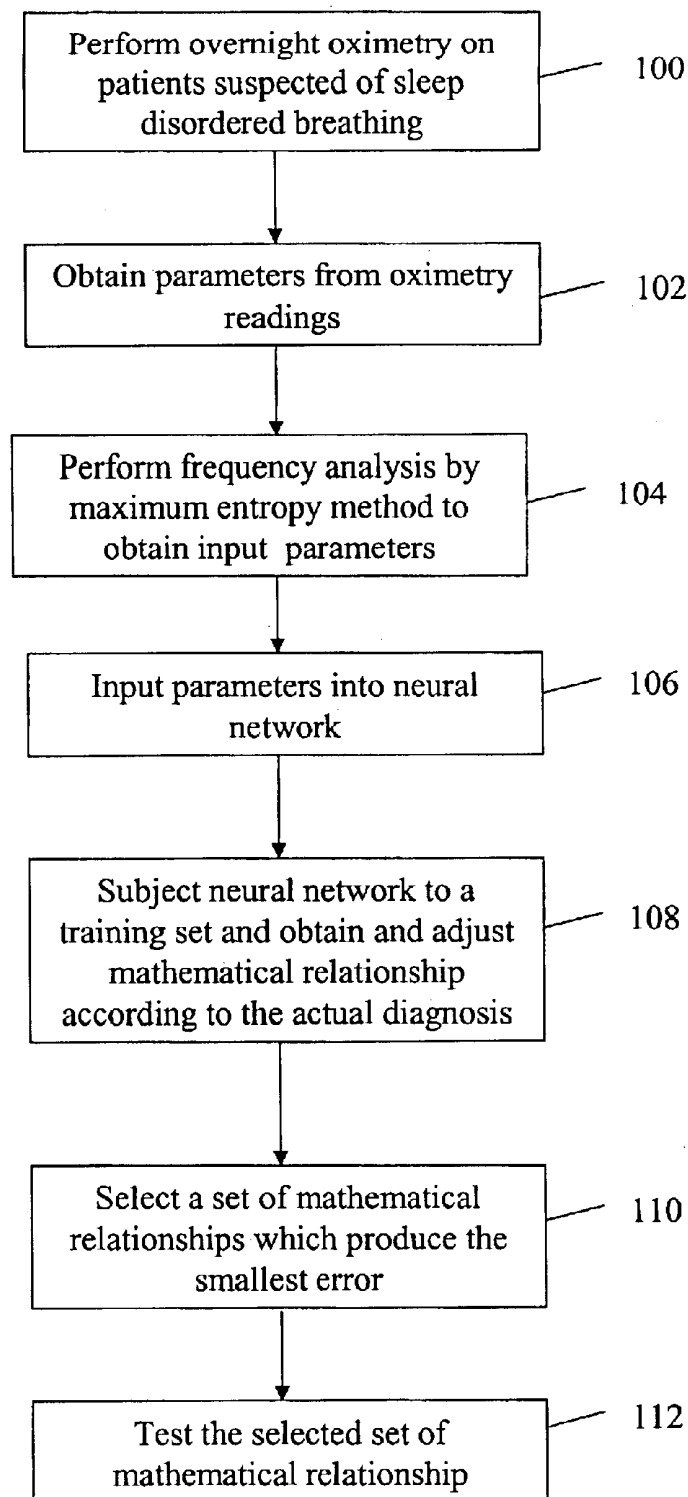 Perform overnight oximetry on
patients suspected of sleep
disordered breathing
100
Obtain parameters from oximetry
readings
102
Perform frequency analysis by
maximum entropy method to
obtain input parameters
104
Input parameters into neural
network
106
Subject neural network to a
training set and obtain and adjust
mathematical relationship
according to the actual diagnosis
108
Select a set of mathematical
relationships which produce the
smallest error
110
Test the selected set of
mathematical relationship
112